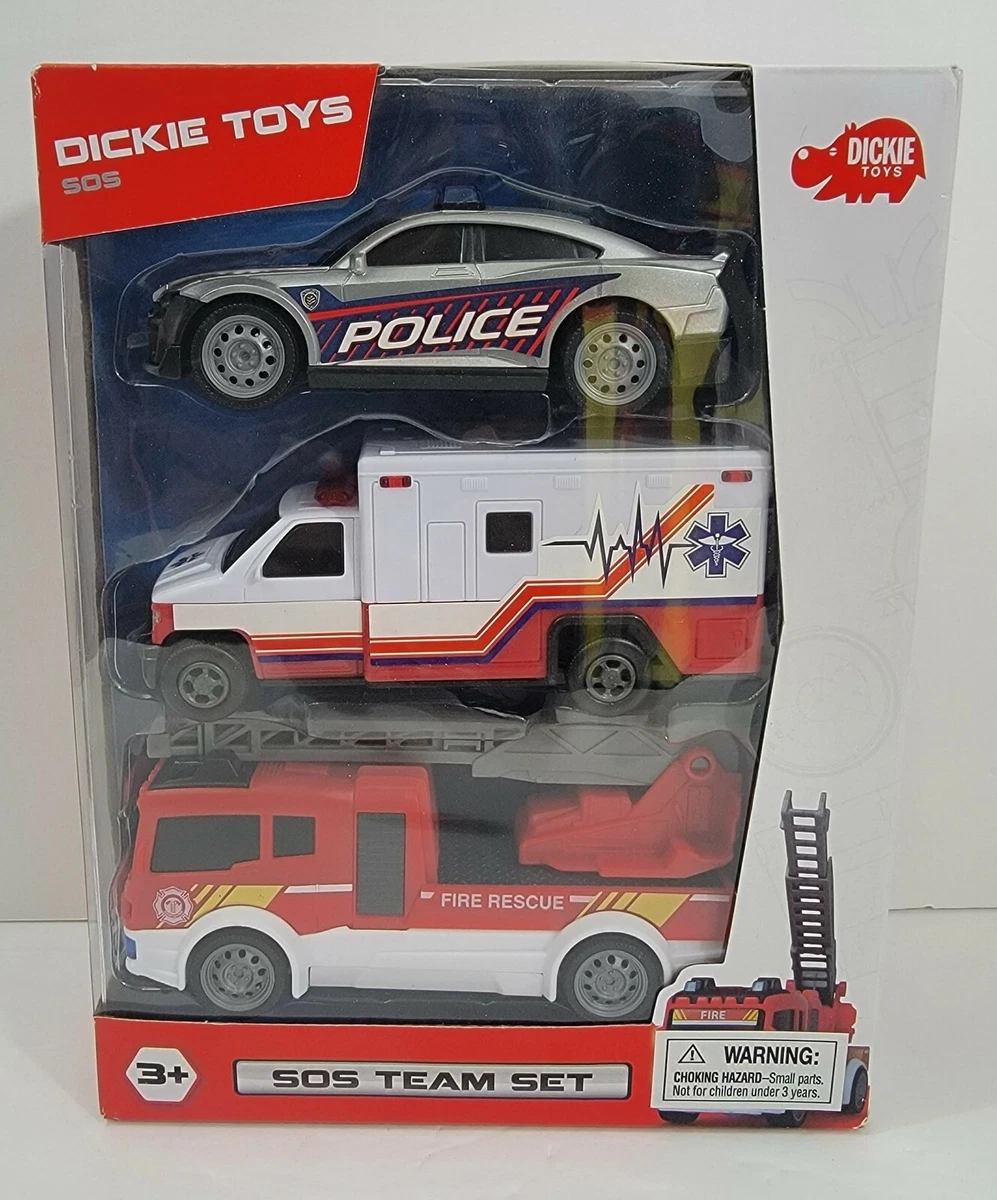 DICKIE TOYS
SOS
DICKIE
TOYS
POLICE
FIRE RESCUE
FIRE
3+
SOS TEAM SET
WARNING:
CHOKING HAZARD–Small parts.
Not for children under 3 years.